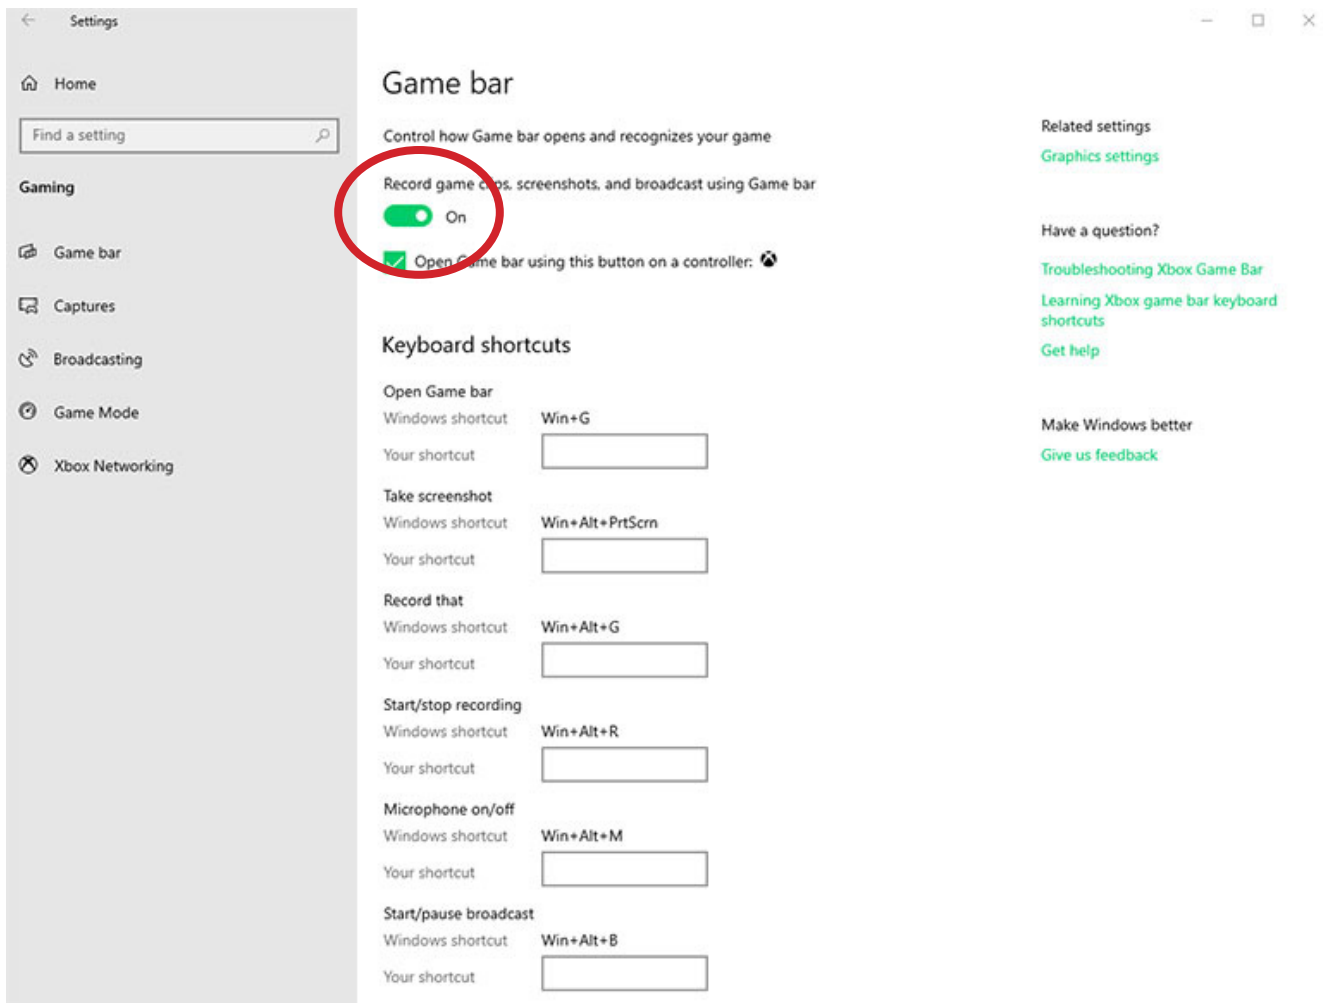 Settings
Home
Find a setting
Gaming
Game bar
Captures
Broadcasting
Game Mode
Xbox Networking
Game bar
Control how Game bar opens and recognizes your game
Record game clips, screenshots, and broadcast using Game bar
On
Open Game bar using this button on a controller:
Keyboard shortcuts
Open Game bar
Windows shortcut Win+G
Your shortcut
Take screenshot
Windows shortcut Win+Alt+PrtScrn
Your shortcut
Record that
Windows shortcut Win+Alt+G
Your shortcut
Start/stop recording
Windows shortcut Win+Alt+R
Your shortcut
Microphone on/off
Windows shortcut Win+Alt+M
Your shortcut
Start/pause broadcast
Windows shortcut Win+Alt+B
Your shortcut
Related settings
Graphics settings
Have a question?
Troubleshooting Xbox Game Bar
Learning Xbox game bar keyboard
shortcuts
Get help
Make Windows better
Give us feedback